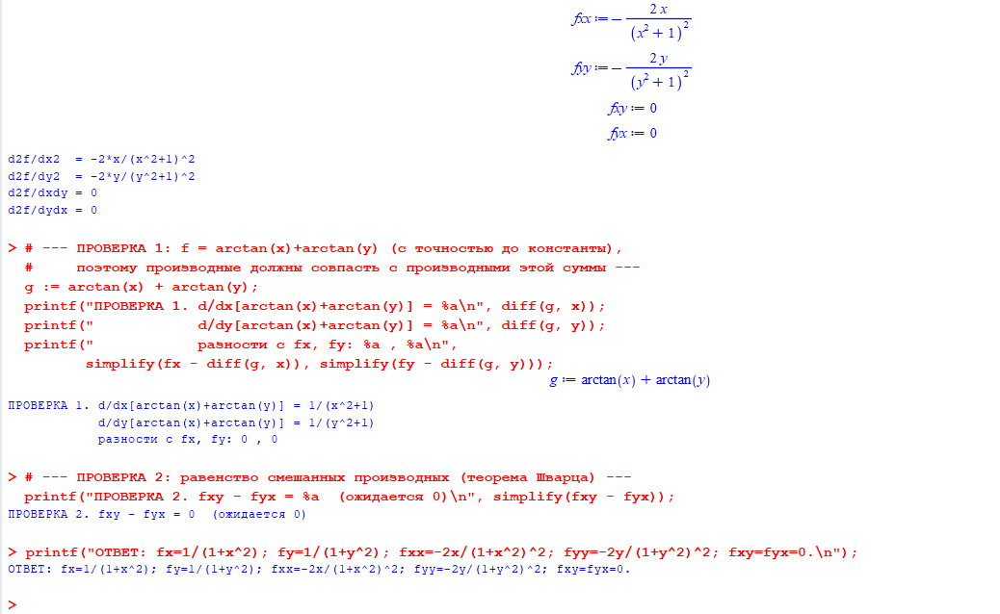 fxx := - 2 x / (x² + 1)²
fyy := - 2 y / (y² + 1)²
fxy := 0
fyx := 0
d2f/dx2  = -2*x/(x^2+1)^2
d2f/dy2  = -2*y/(y^2+1)^2
d2f/dxdy = 0
d2f/dydx = 0
> # --- ПРОВЕРКА 1: f = arctan(x)+arctan(y) (с точностью до константы),
#     поэтому производные должны совпасть с производными этой суммы ---
g := arctan(x) + arctan(y);
printf("ПРОВЕРКА 1. d/dx[arctan(x)+arctan(y)] = %a\n", diff(g, x));
printf("            d/dy[arctan(x)+arctan(y)] = %a\n", diff(g, y));
printf("            разности с fx, fy: %a , %a\n",
simplify(fx - diff(g, x)), simplify(fy - diff(g, y)));
g := arctan(x) + arctan(y)
ПРОВЕРКА 1. d/dx[arctan(x)+arctan(y)] = 1/(x^2+1)
d/dy[arctan(x)+arctan(y)] = 1/(y^2+1)
разности с fx, fy: 0 , 0
> # --- ПРОВЕРКА 2: равенство смешанных производных (теорема Шварца) ---
printf("ПРОВЕРКА 2. fxy - fyx = %a  (ожидается 0)\n", simplify(fxy - fyx));
ПРОВЕРКА 2. fxy - fyx = 0  (ожидается 0)
> printf("ОТВЕТ: fx=1/(1+x^2); fy=1/(1+y^2); fxx=-2x/(1+x^2)^2; fyy=-2y/(1+y^2)^2; fxy=fyx=0.\n");
ОТВЕТ: fx=1/(1+x^2); fy=1/(1+y^2); fxx=-2x/(1+x^2)^2; fyy=-2y/(1+y^2)^2; fxy=fyx=0.
>